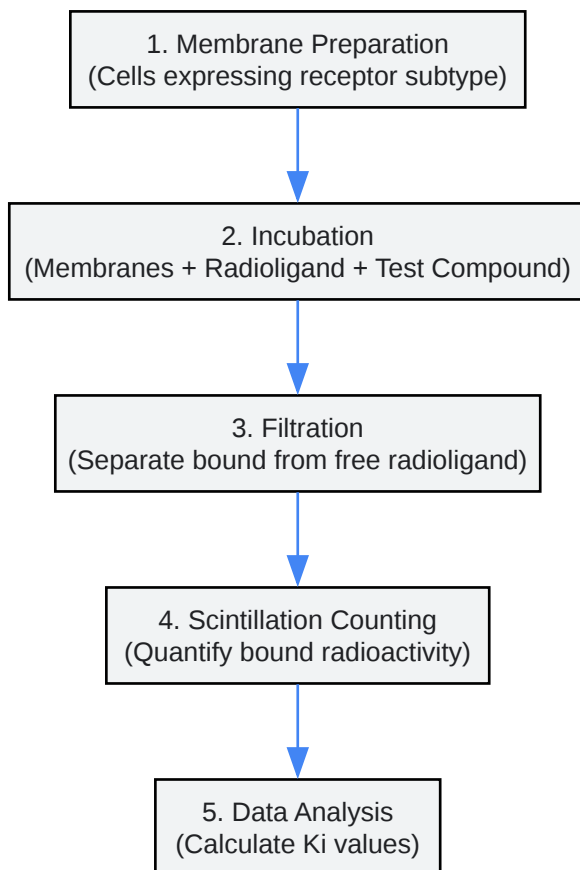 1. Membrane Preparation
(Cells expressing receptor subtype)
2. Incubation
(Membranes + Radioligand + Test Compound)
3. Filtration
(Separate bound from free radioligand)
4. Scintillation Counting
(Quantify bound radioactivity)
5. Data Analysis
(Calculate Ki values)